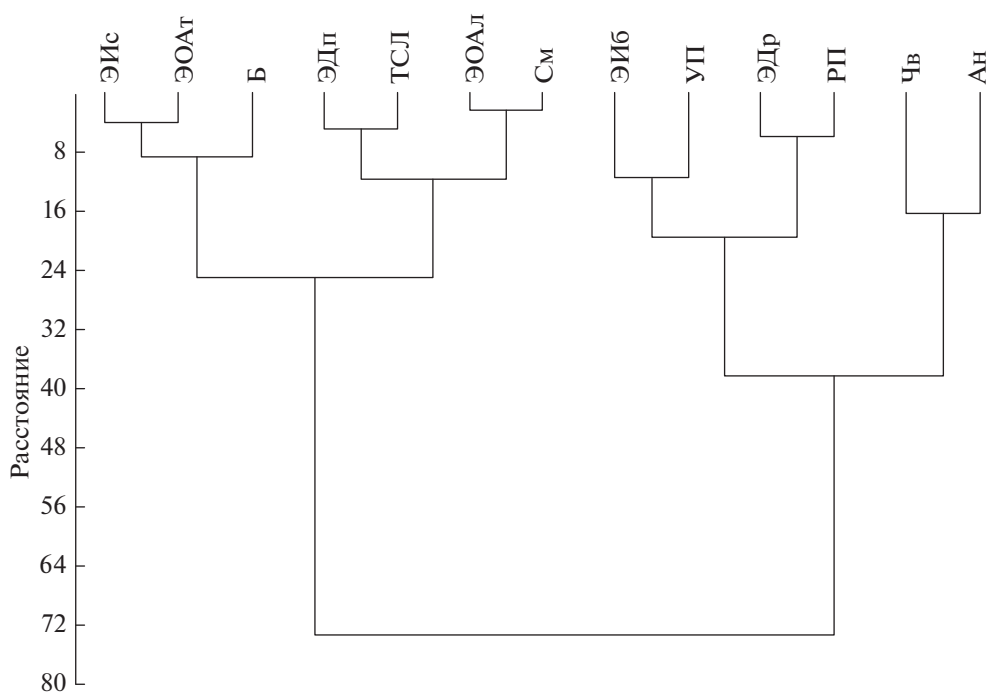 ЭИс
ЭОАт
Б
ЭДп
ТСЛ
ЭОАл
См
ЭИб
УП
ЭДр
РП
Чв
Ан
8
16
24
32
40
48
56
64
72
80
Расстояние